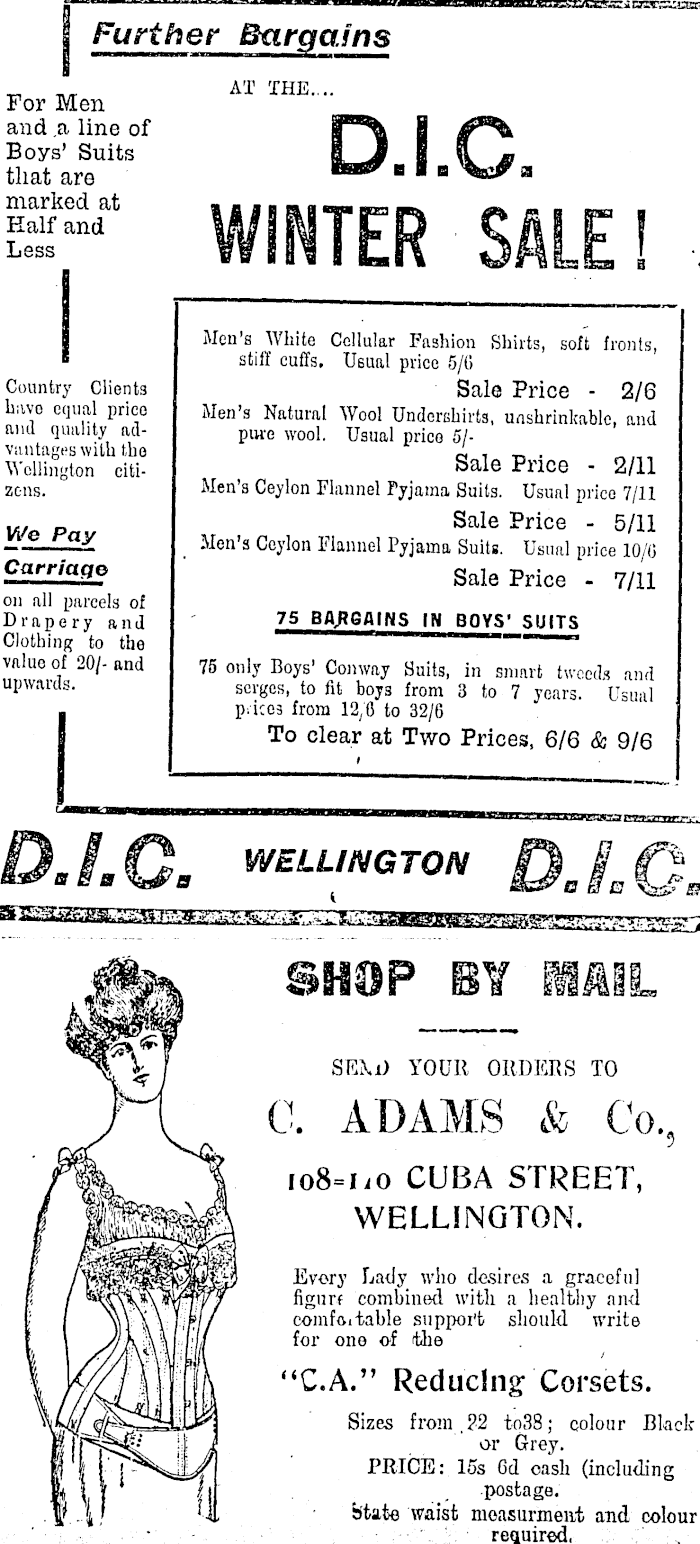 Further Bargains
For Men
and a line of
Boys' Suits
that are
marked at
Half and
Less
Country Clients
have equal price
and quality ad-
vantages with the
Wellington citi-
zens.
We Pay
Carriage
on all parcels of
Drapery and
Clothing to the
value of 20/- and
upwards.
AT THE....
D.I.C.
WINTER SALE!
Men's White Cellular Fashion Shirts, soft fronts,
stiff cuffs. Usual price 5/6
Sale Price - 2/6
Men's Natural Wool Undershirts, unshrinkable, and
pure wool. Usual price 5/-
Sale Price - 2/11
Men's Ceylon Flannel Pyjama Suits. Usual price 7/11
Sale Price - 5/11
Men's Ceylon Flannel Pyjama Suits. Usual price 10/6
Sale Price - 7/11
75 BARGAINS IN BOYS' SUITS
75 only Boys' Conway Suits, in smart tweeds and
serges, to fit boys from 3 to 7 years. Usual
prices from 12/6 to 32/6
To clear at Two Prices, 6/6 & 9/6
D.I.C. WELLINGTON D.I.C.
SHOP BY MAIL
SEND YOUR ORDERS TO
C. ADAMS & Co.,
108=110 CUBA STREET,
WELLINGTON.
Every Lady who desires a graceful
figure combined with a healthy and
comfortable support should write
for one of the
"C.A." Reducing Corsets.
Sizes from 22 to38; colour Black
or Grey.
PRICE: 15s 6d cash (including
postage.
State waist measurment and colour
required.